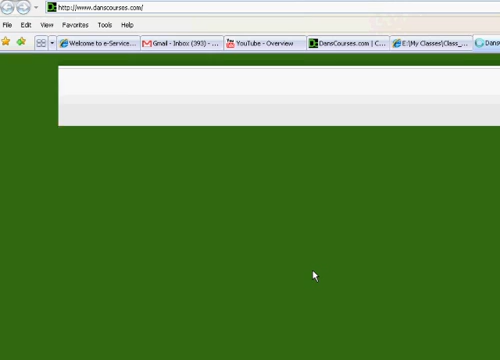 http://www.danscourses.com/
File Edit View Favorites Tools Help
Welcome to e-Service... Gmail - Inbox (393) - ... YouTube - Overview DansCourses.com | C... E:\My Classes\Class_... Dans